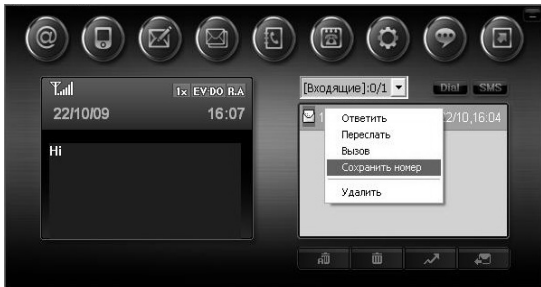 1x EV-DO R.A
22/10/09 16:07
Hi
[Входящие]:0/1
Dial SMS
2/10,16:04
Ответить
Переслать
Вызов
Сохранить номер
Удалить